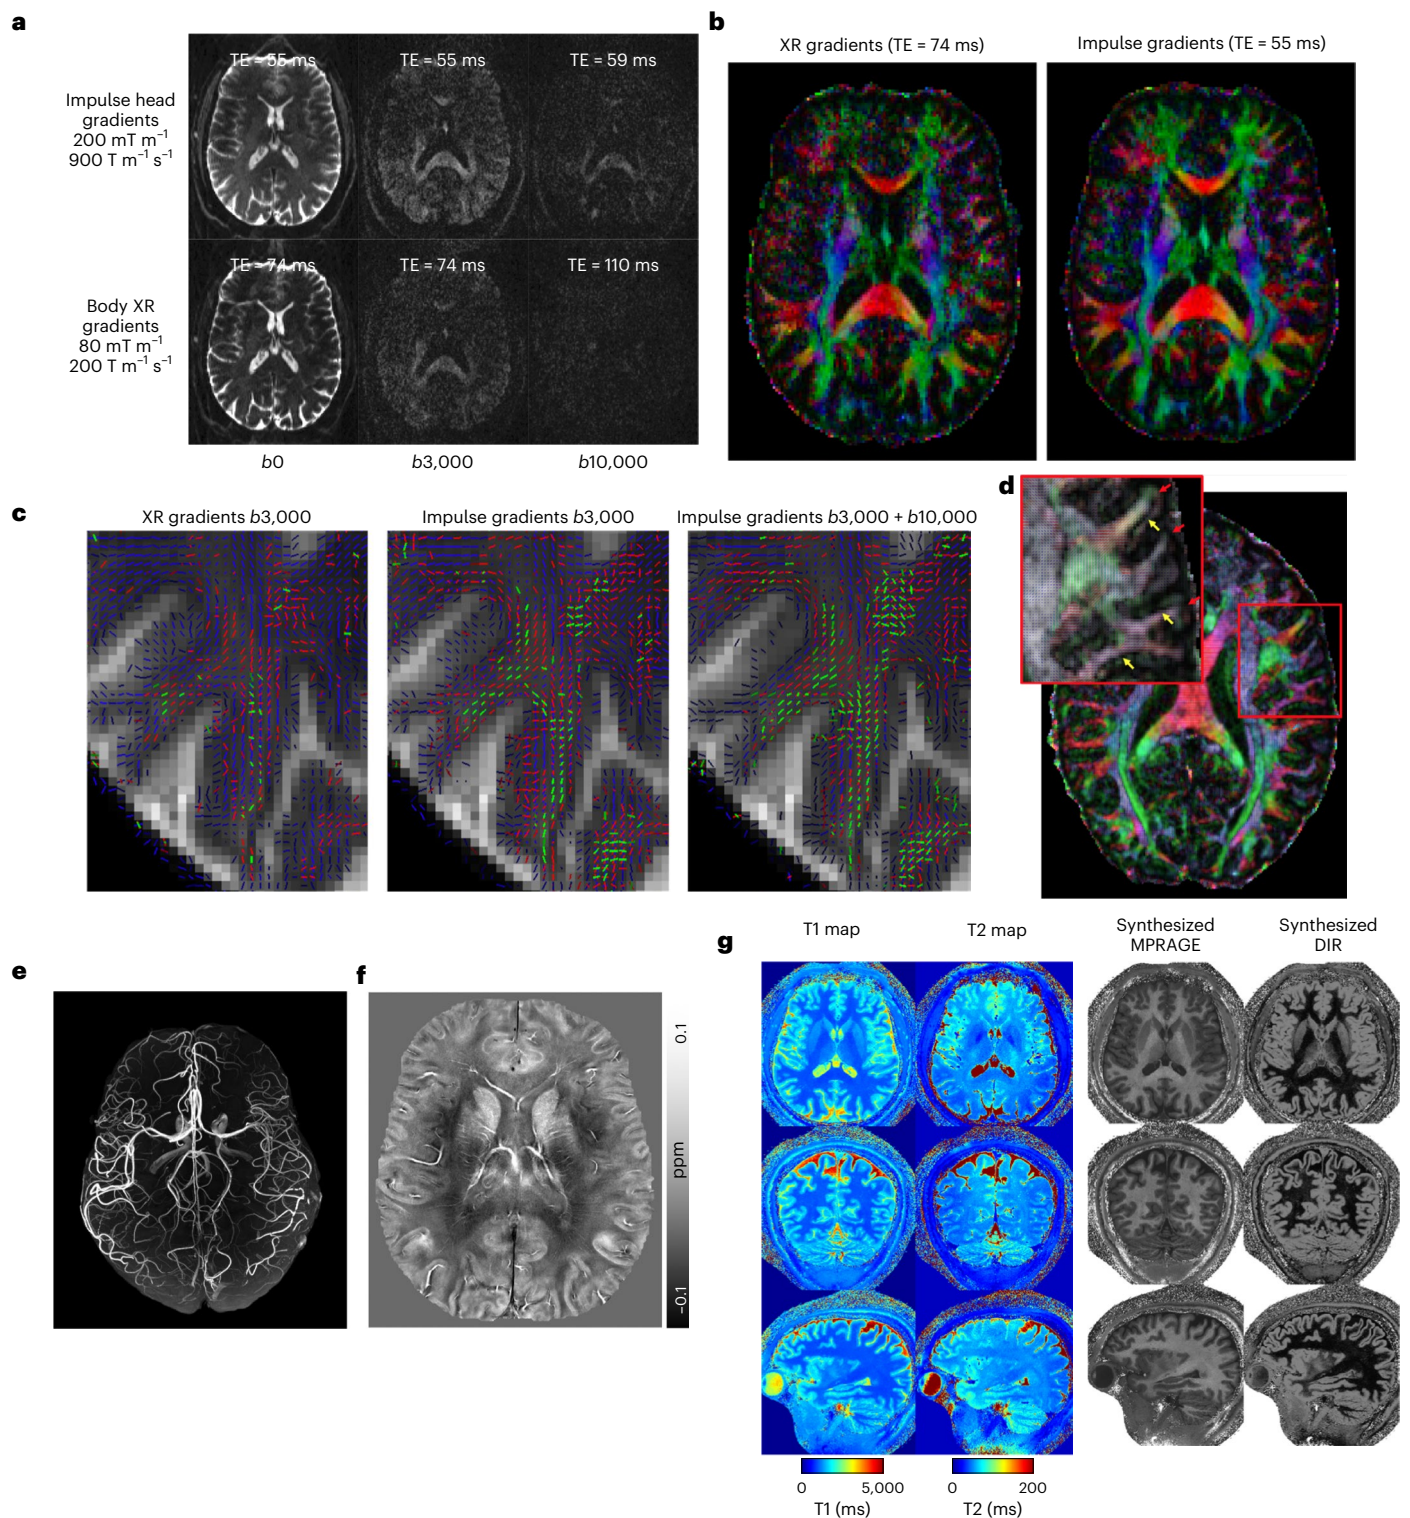 a
TE = 55 ms
TE = 55 ms
TE = 59 ms
Impulse head
gradients
200 mT m⁻¹
900 T m⁻¹ s⁻¹
TE = 74 ms
TE = 74 ms
TE = 110 ms
Body XR
gradients
80 mT m⁻¹
200 T m⁻¹ s⁻¹
b0
b3,000
b10,000
b
XR gradients (TE = 74 ms)
Impulse gradients (TE = 55 ms)
c
XR gradients b3,000
Impulse gradients b3,000
Impulse gradients b3,000 + b10,000
d
e
f
0.1
ppm
−0.1
g
T1 map
T2 map
Synthesized
MPRAGE
Synthesized
DIR
0
5,000
T1 (ms)
0
200
T2 (ms)